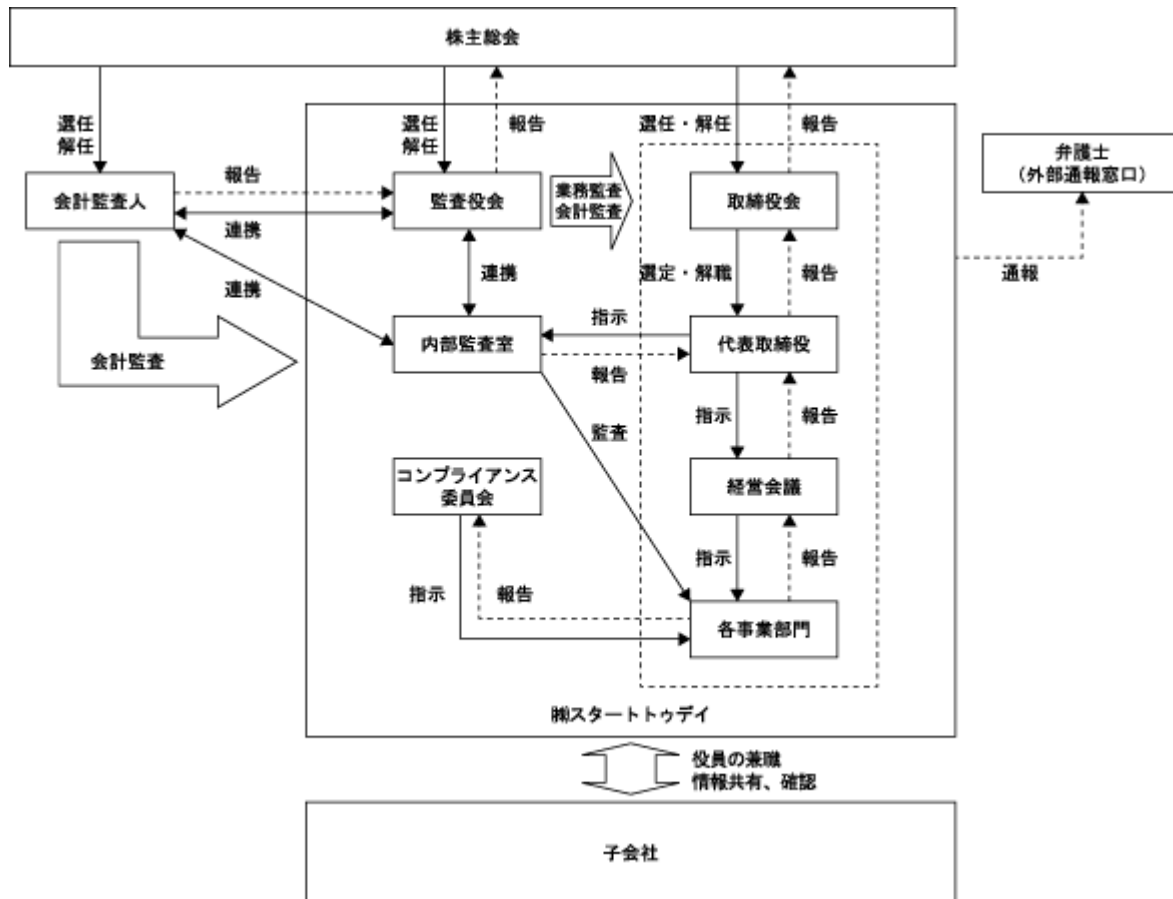 株主総会
選任
解任
選任
解任
報告
選任・解任
報告
弁護士
(外部通報窓口)
会計監査人
報告
連携
監査役会
業務監査
会計監査
取締役会
連携
連携
選定・解職
報告
通報
会計監査
内部監査室
指示
報告
代表取締役
監査
指示
報告
コンプライアンス
委員会
経営会議
指示
報告
指示
報告
各事業部門
㈱スタートトゥデイ
役員の兼職
情報共有、確認
子会社